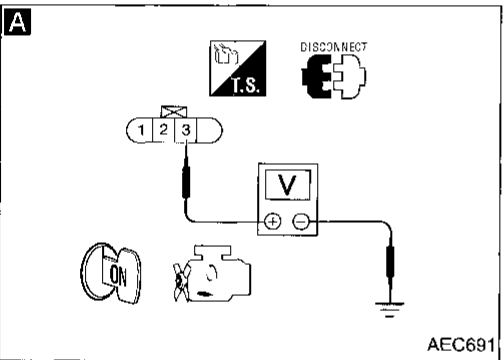 A
DISCONNECT
T.S.
1 2 3
V
⊕ ⊖
ON
AEC691